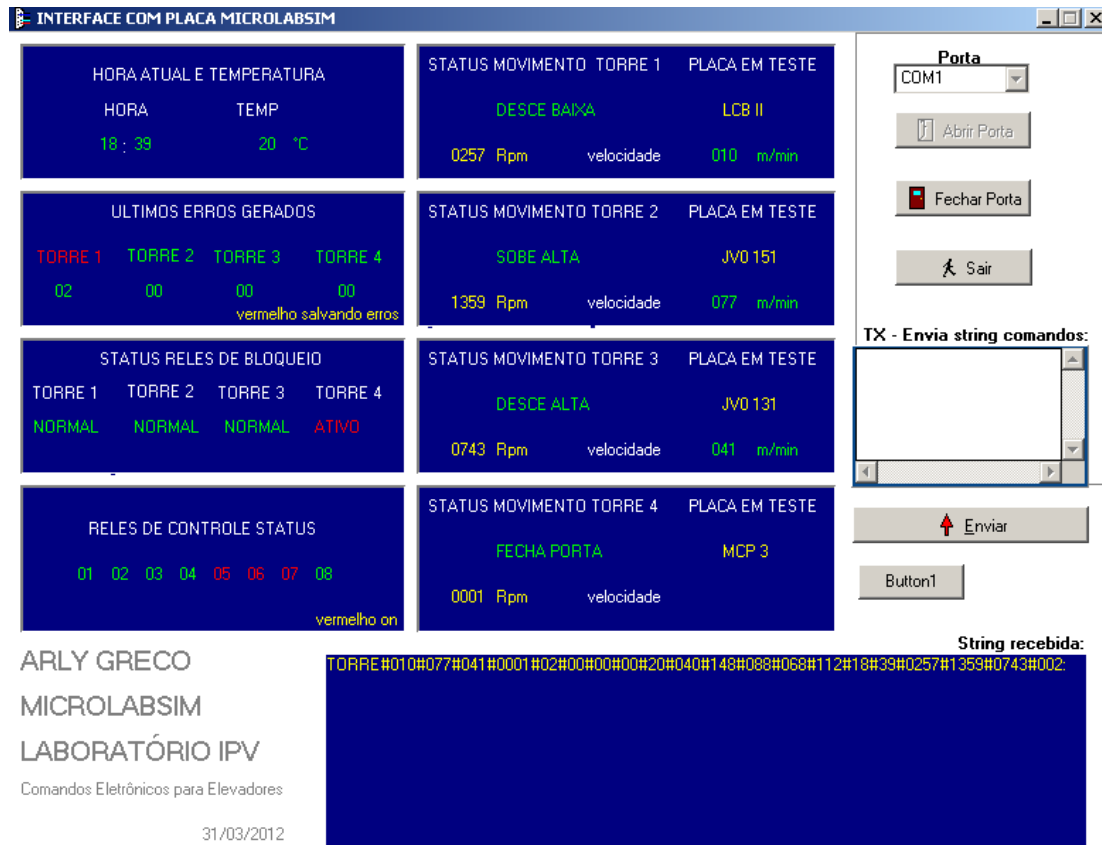 INTERFACE COM PLACA MICROLABSIM
HORA ATUAL E TEMPERATURA
HORA TEMP
18 : 39 20 °C
ULTIMOS ERROS GERADOS
TORRE 1 TORRE 2 TORRE 3 TORRE 4
02 00 00 00
vermelho salvando erros
STATUS RELES DE BLOQUEIO
TORRE 1 TORRE 2 TORRE 3 TORRE 4
NORMAL NORMAL NORMAL ATIVO
RELES DE CONTROLE STATUS
01 02 03 04 05 06 07 08
vermelho on
STATUS MOVIMENTO TORRE 1 PLACA EM TESTE
DESCE BAIXA LCB II
0257 Rpm velocidade 010 m/min
STATUS MOVIMENTO TORRE 2 PLACA EM TESTE
SOBE ALTA JVO 151
1359 Rpm velocidade 077 m/min
STATUS MOVIMENTO TORRE 3 PLACA EM TESTE
DESCE ALTA JVO 131
0743 Rpm velocidade 041 m/min
STATUS MOVIMENTO TORRE 4 PLACA EM TESTE
FECHA PORTA MCP 3
0001 Rpm velocidade
Porta
COM1
Abrir Porta
Fechar Porta
Sair
TX - Envia string comandos:
Enviar
Button1
String recebida:
TORRE#010#077#041#0001#02#00#00#00#20#040#148#088#068#112#18#39#0257#1359#0743#002:
ARLY GRECO
MICROLABSIM
LABORATÓRIO IPV
Comandos Eletrônicos para Elevadores
31/03/2012